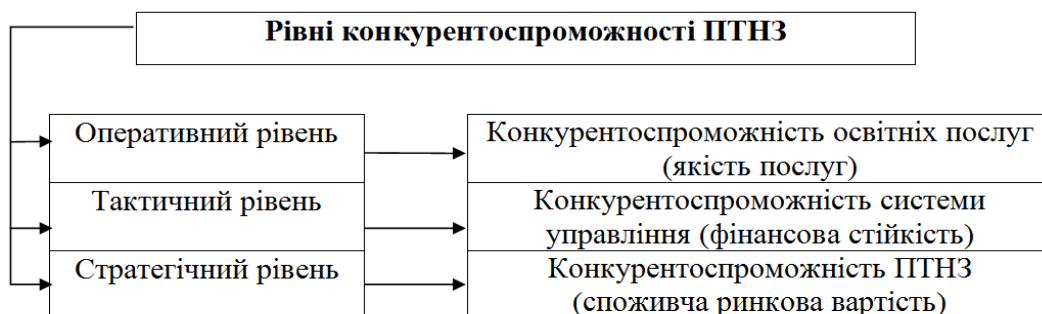 Рівні конкурентоспроможності ПТНЗ
Оперативний рівень
Конкурентоспроможність освітніх послуг
(якість послуг)
Тактичний рівень
Конкурентоспроможність системи
управління (фінансова стійкість)
Стратегічний рівень
Конкурентоспроможність ПТНЗ
(споживча ринкова вартість)